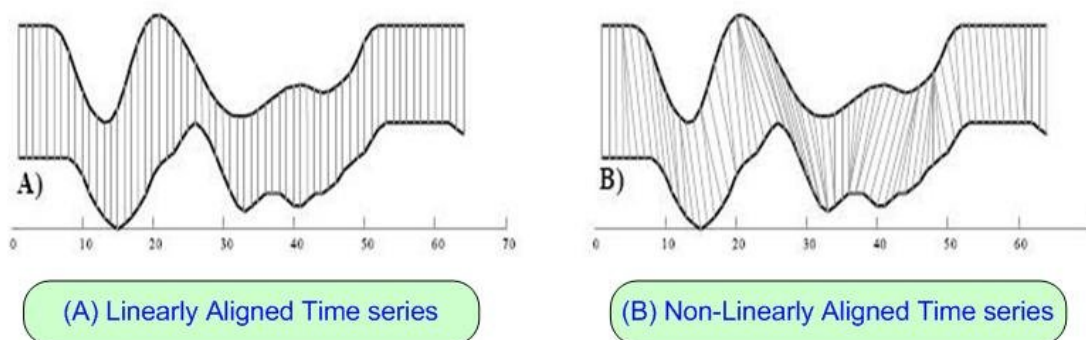 A)
0 10 20 30 40 50 60 70
B)
0 10 20 30 40 50 60
(A) Linearly Aligned Time series
(B) Non-Linearly Aligned Time series